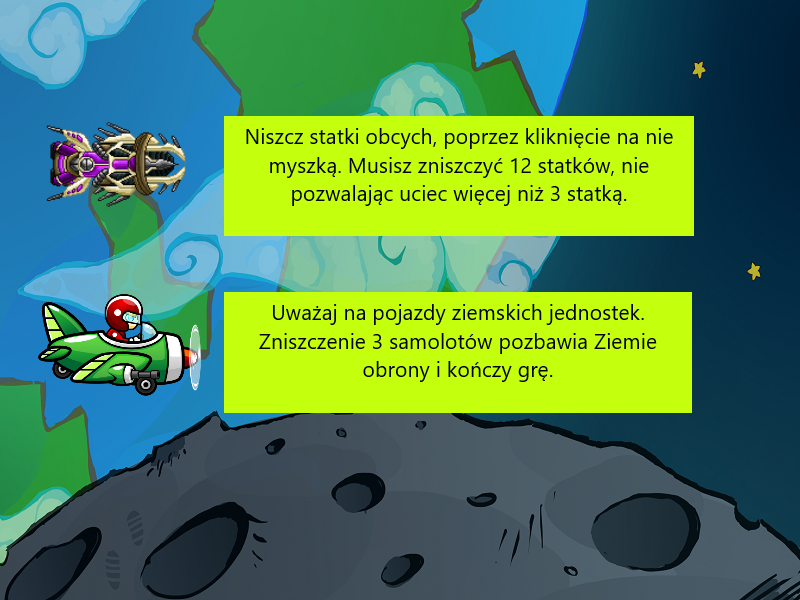 Niszcz statki obcych, poprzez kliknięcie na nie
myszką. Musisz zniszczyć 12 statków, nie
pozwalając uciec więcej niż 3 statką.
Uważaj na pojazdy ziemskich jednostek.
Zniszczenie 3 samolotów pozbawia Ziemie
obrony i kończy grę.